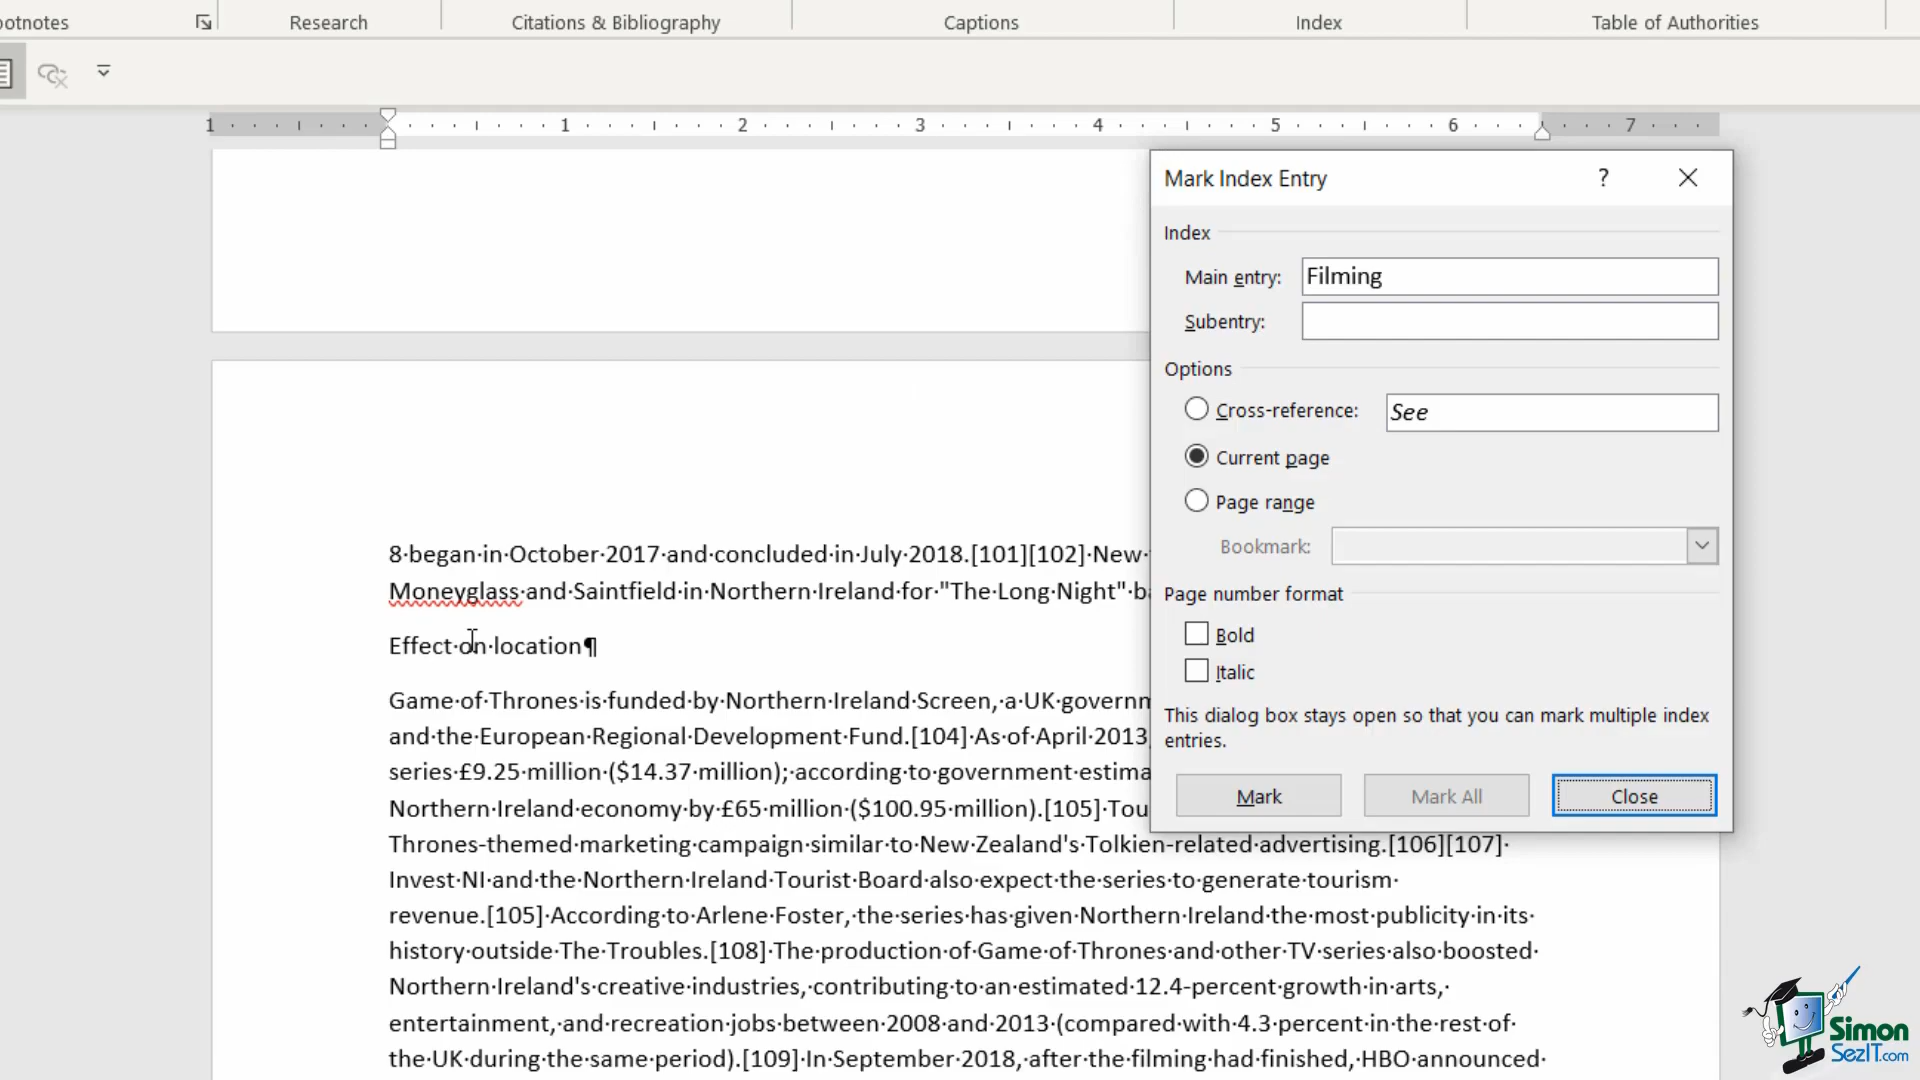 ootnotes
Research
Citations & Bibliography
Captions
Index
Table of Authorities
1 1 2 3 4 5 6 7
Mark Index Entry ?
Index
Main entry: Filming
Subentry:
Options
Cross-reference: See
Current page
Page range
Bookmark:
Page number format
Bold
Italic
This dialog box stays open so that you can mark multiple index
entries.
Mark Mark All Close
8·began·in·October·2017·and·concluded·in·July·2018.[101][102]·New·
Moneyglass·and·Saintfield·in·Northern·Ireland·for·"The·Long·Night"·ba
Effect·on·location¶
Game·of·Thrones·is·funded·by·Northern·Ireland·Screen,·a·UK·governm
and·the·European·Regional·Development·Fund.[104]·As·of·April·2013,
series·£9.25·million·($14.37·million);·according·to·government·estima
Northern·Ireland·economy·by·£65·million·($100.95·million).[105]·Tou
Thrones-themed·marketing·campaign·similar·to·New·Zealand's·Tolkien-related·advertising.[106][107]·
Invest·NI·and·the·Northern·Ireland·Tourist·Board·also·expect·the·series·to·generate·tourism·
revenue.[105]·According·to·Arlene·Foster,·the·series·has·given·Northern·Ireland·the·most·publicity·in·its·
history·outside·The·Troubles.[108]·The·production·of·Game·of·Thrones·and·other·TV·series·also·boosted·
Northern·Ireland's·creative·industries,·contributing·to·an·estimated·12.4-percent·growth·in·arts,·
entertainment,·and·recreation·jobs·between·2008·and·2013·(compared·with·4.3·percent·in·the·rest·of·
the·UK·during·the·same·period).[109]·In·September·2018,·after·the·filming·had·finished,·HBO·announced·
Simon
SezIT.com